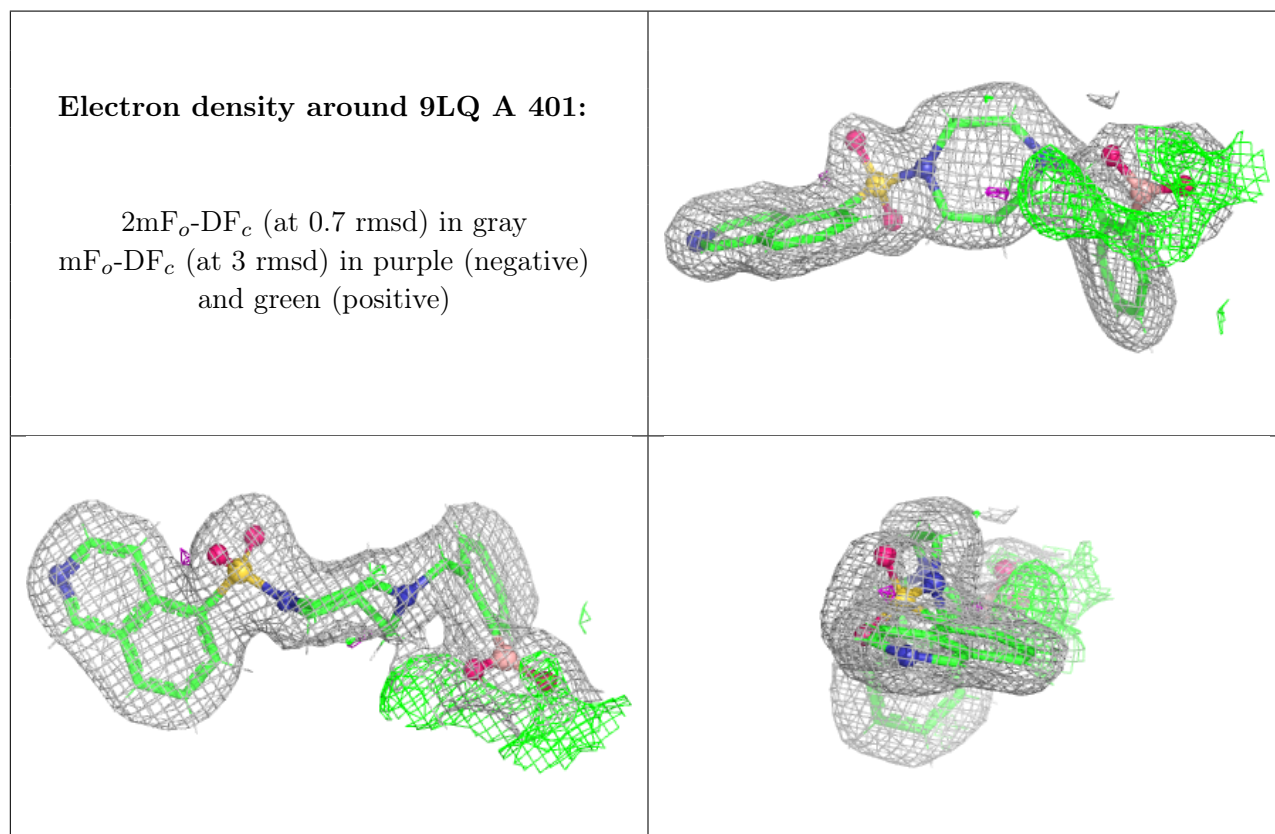 Electron density around 9LQ A 401:
2mFₒ-DF𝒸 (at 0.7 rmsd) in gray
mFₒ-DF𝒸 (at 3 rmsd) in purple (negative)
and green (positive)